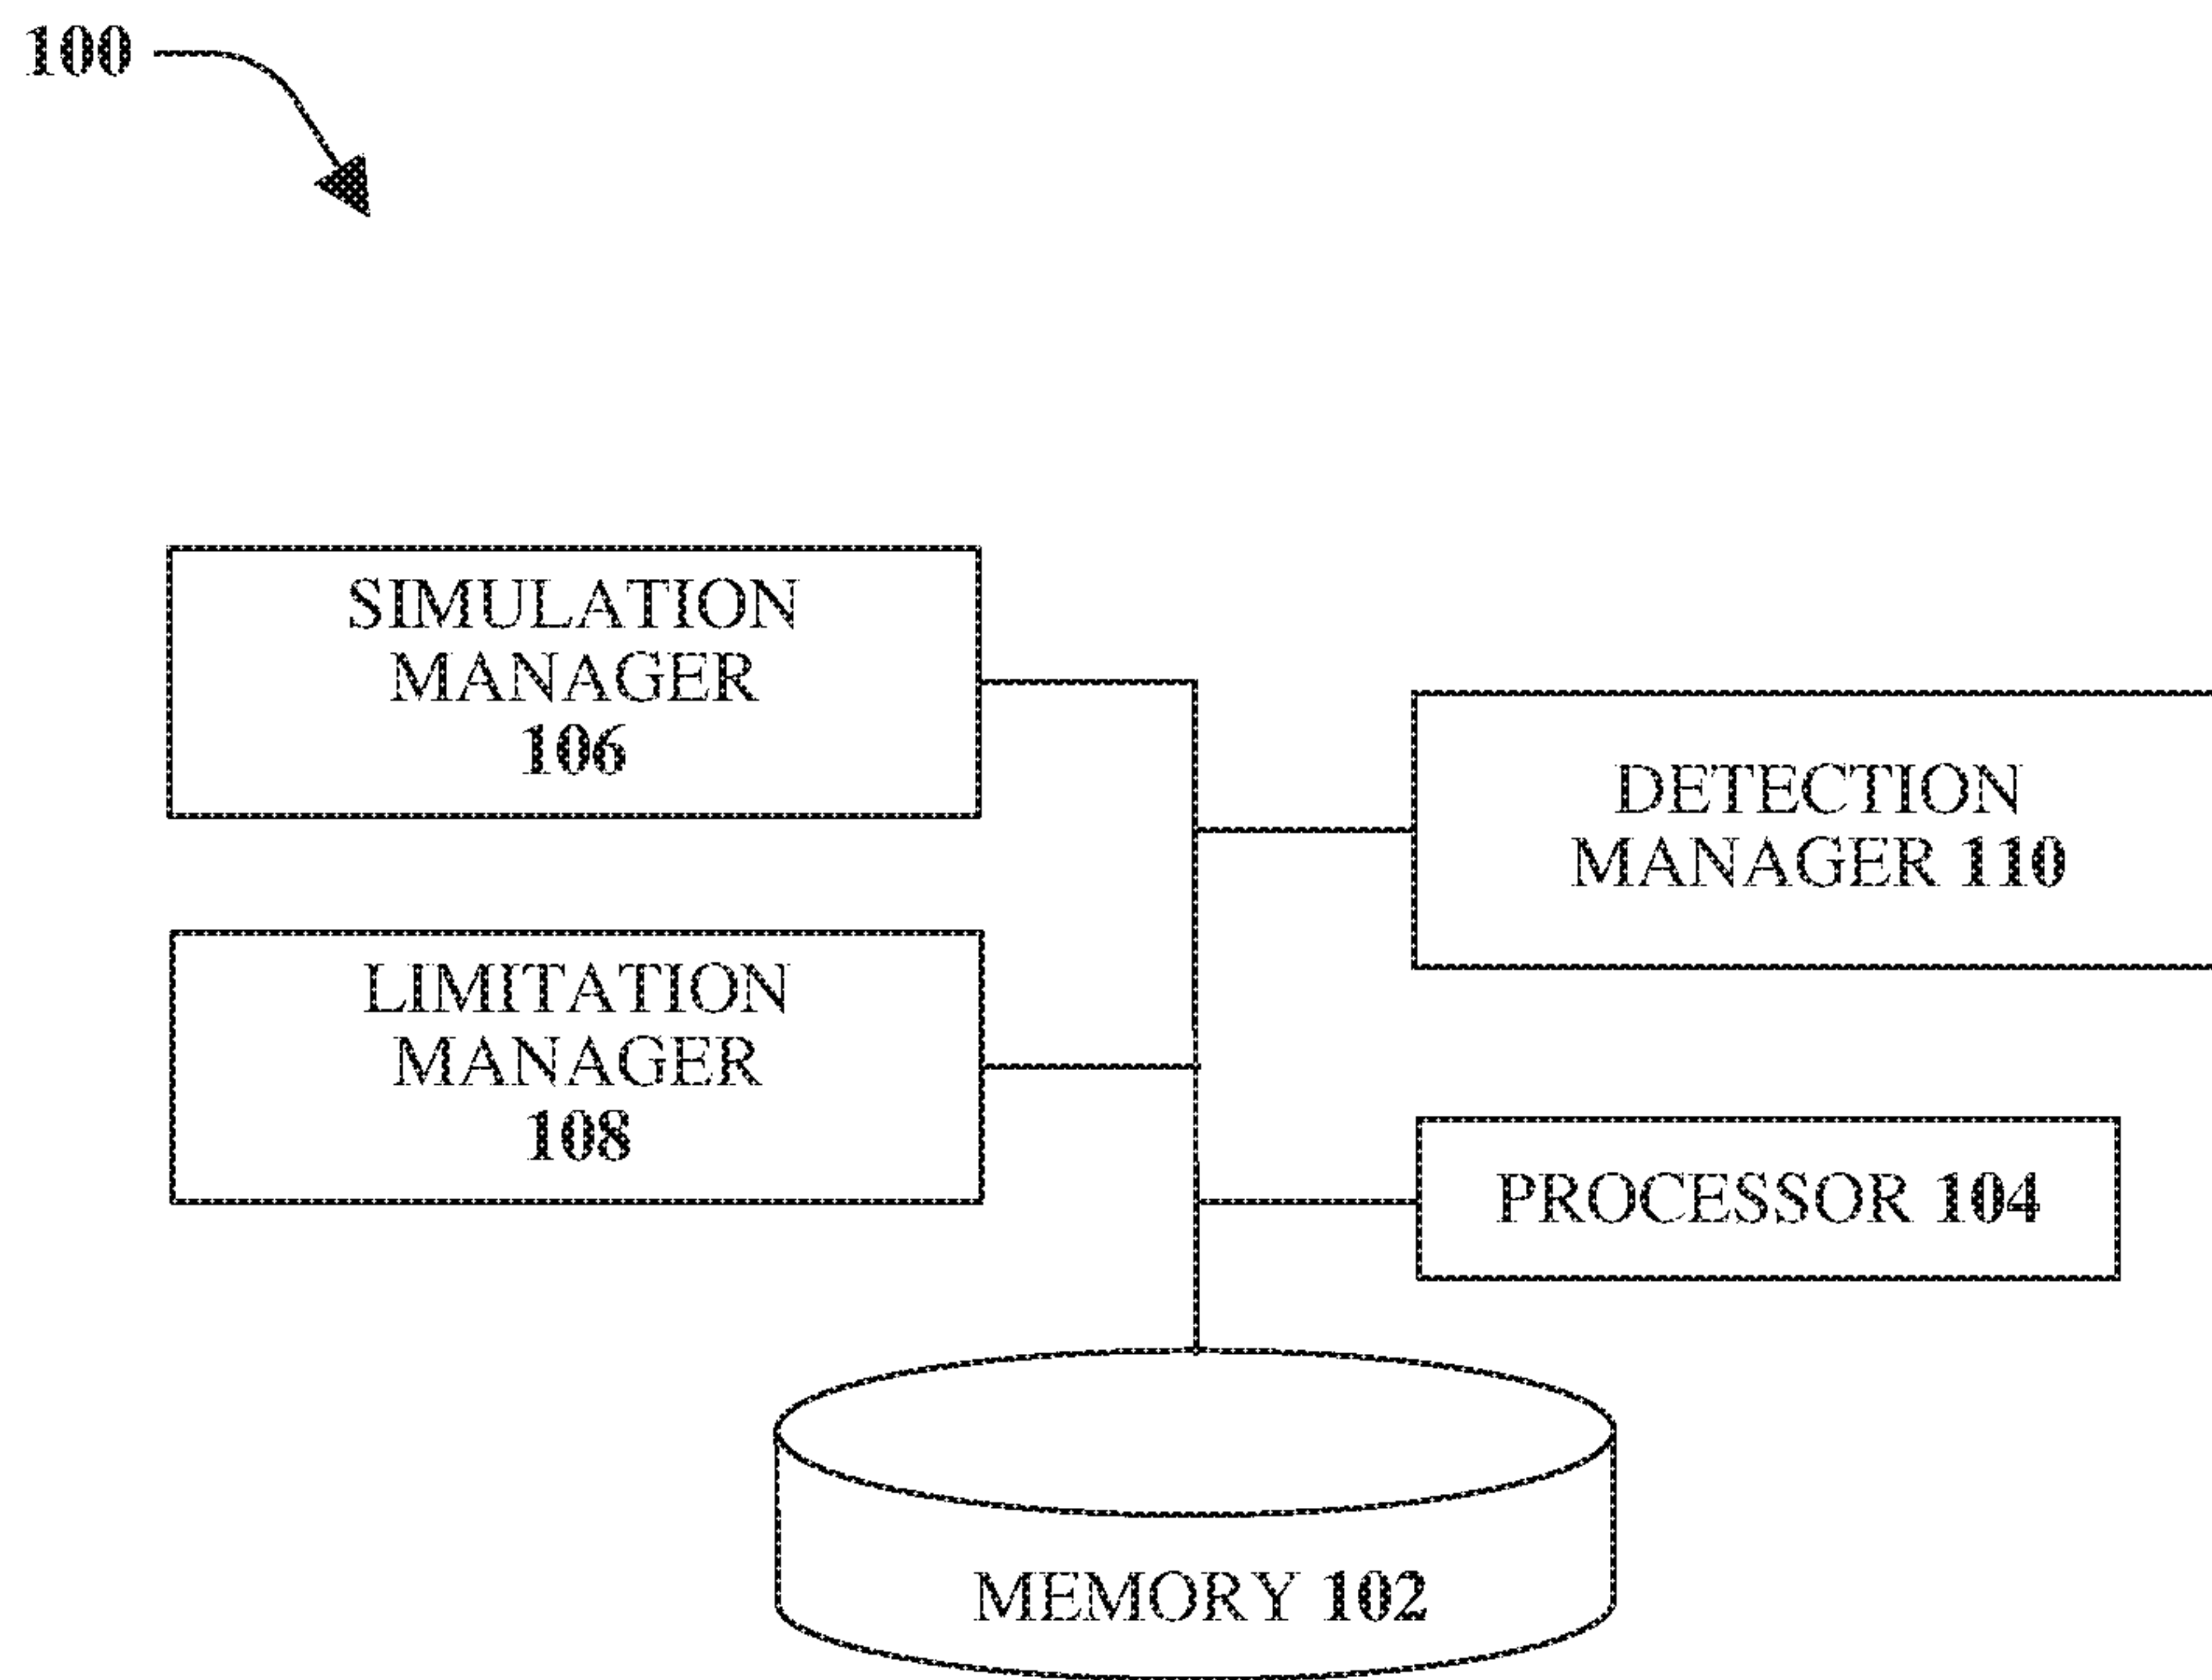 100
SIMULATION
MANAGER
106
DETECTION
MANAGER 110
LIMITATION
MANAGER
108
PROCESSOR 104
MEMORY 102